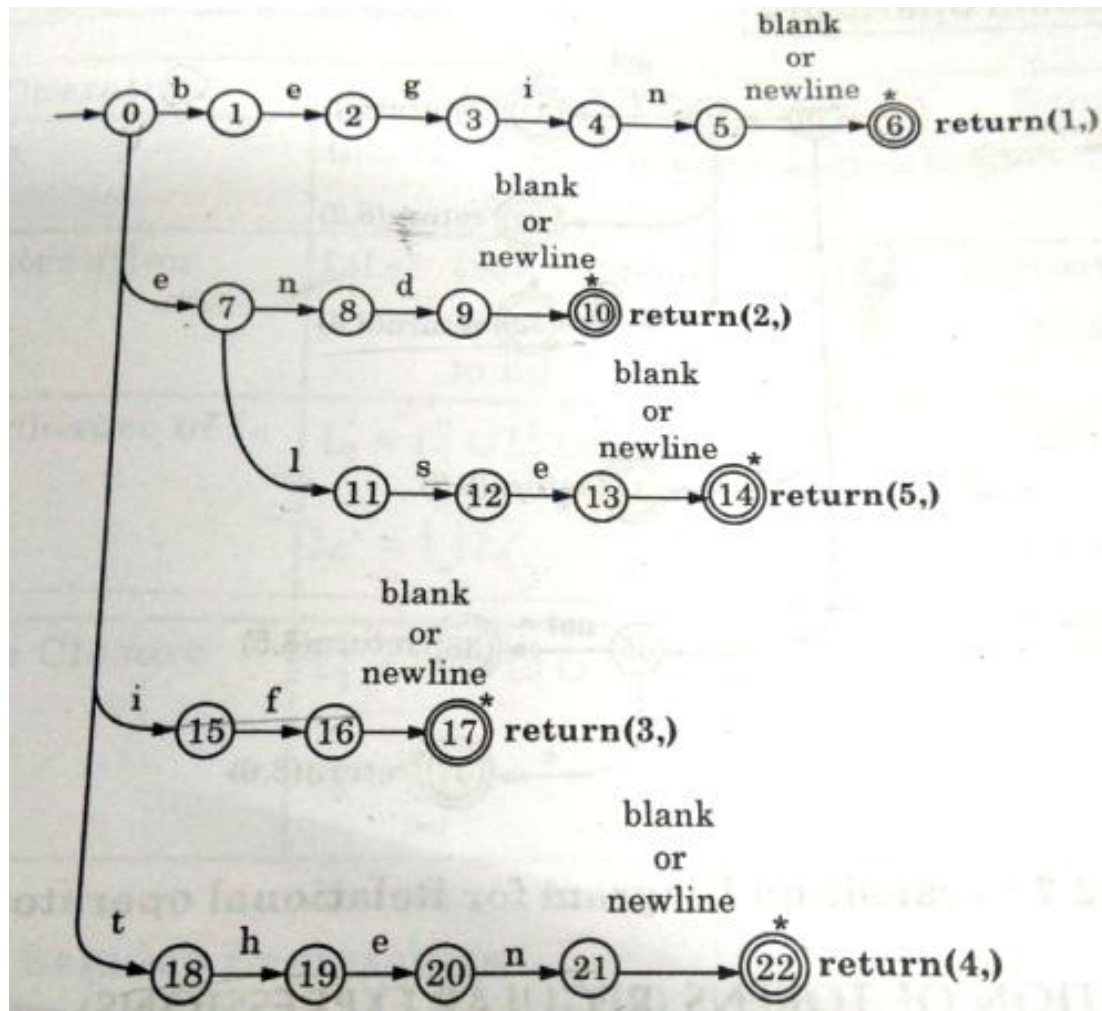 blank
or
newline
b e g i n
0 1 2 3 4 5 6 * return(1,)
blank
or
newline
e n d
7 8 9 10 * return(2,)
blank
or
newline
l s e
11 12 13 14 * return(5,)
blank
or
newline
i f
15 16 17 * return(3,)
blank
or
newline
t h e n
18 19 20 21 22 * return(4,)